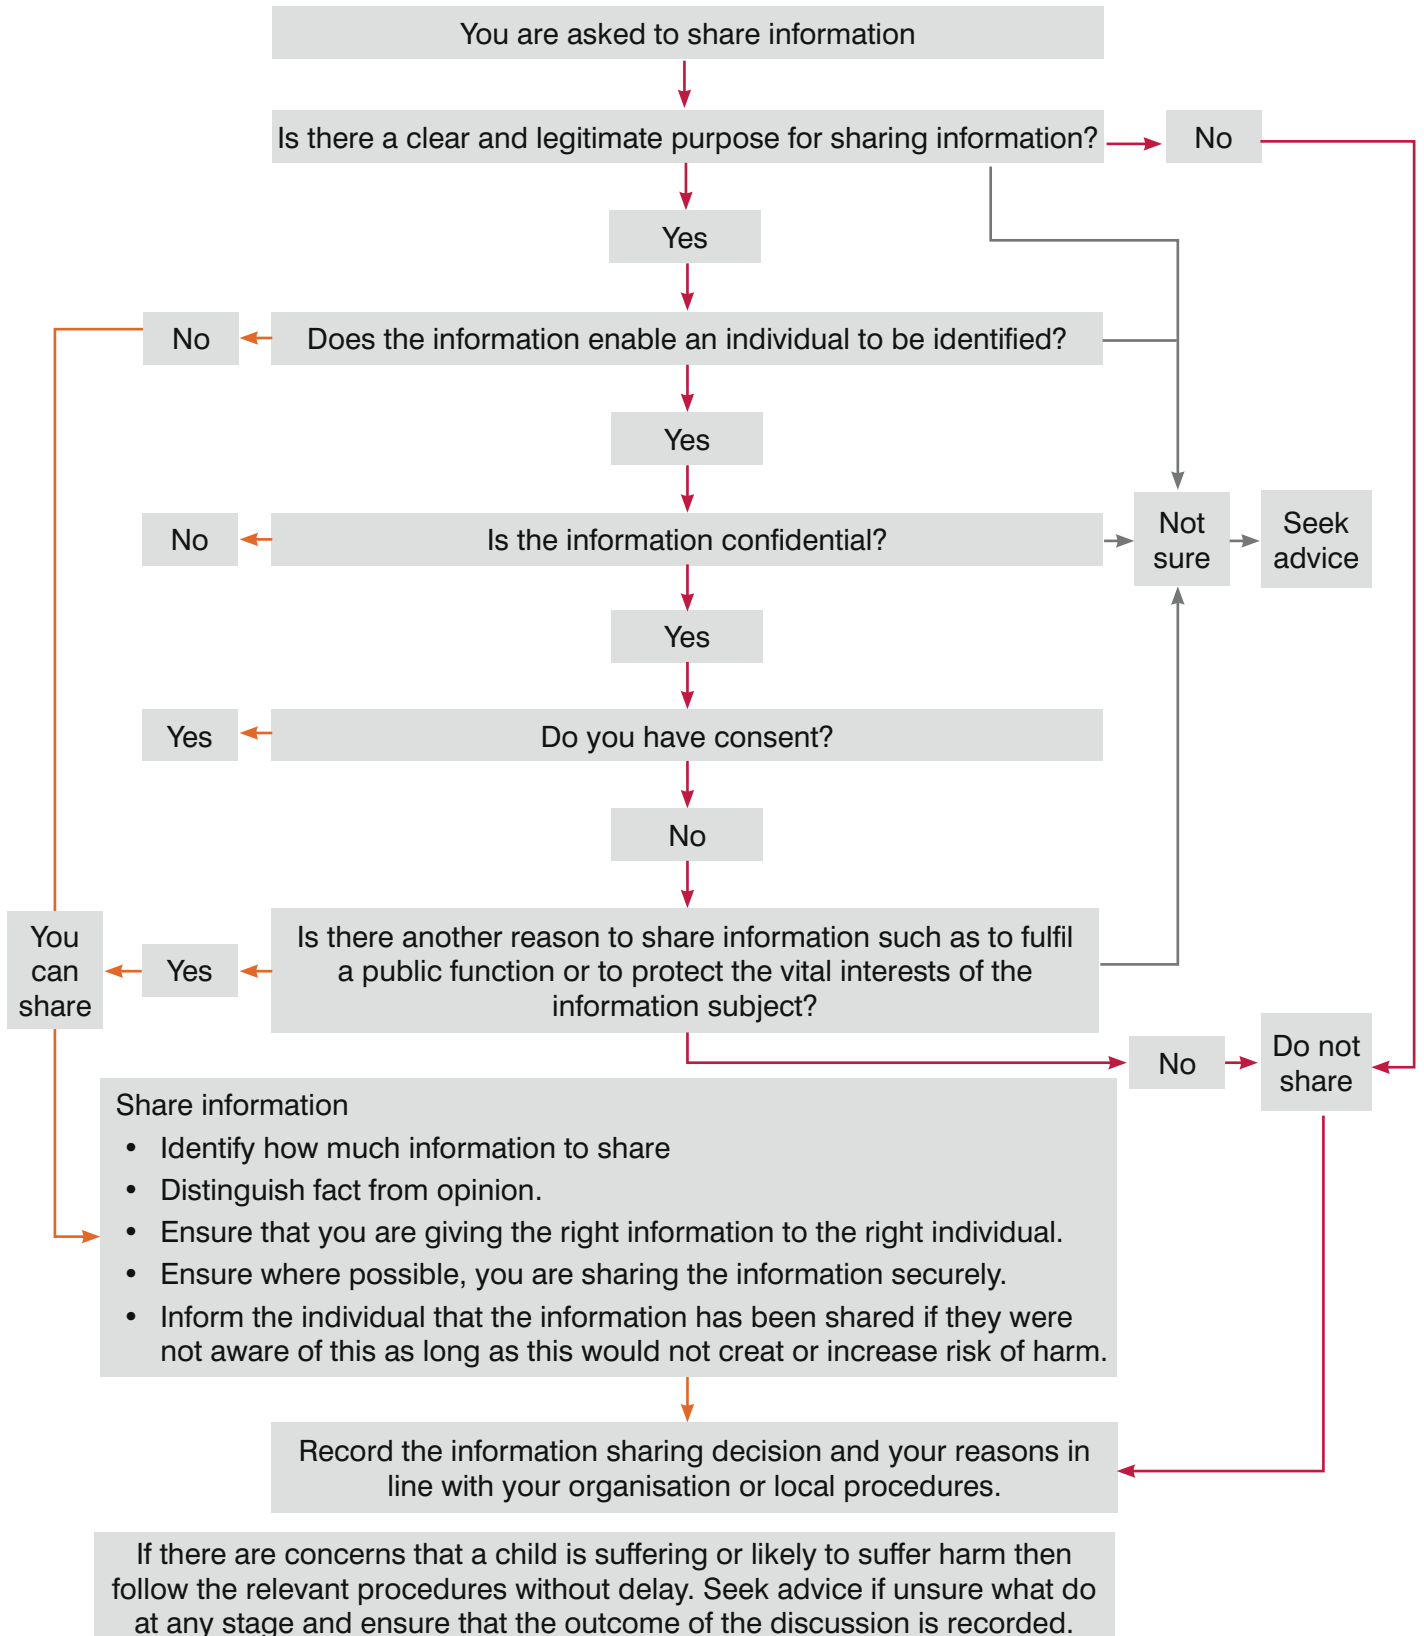 You are asked to share information
Is there a clear and legitimate purpose for sharing information?
No
Yes
No
Does the information enable an individual to be identified?
Yes
No
Is the information confidential?
Not
sure
Seek
advice
Yes
Yes
Do you have consent?
No
You
can
share
Yes
Is there another reason to share information such as to fulfil
a public function or to protect the vital interests of the
information subject?
No
Do not
share
Share information
• Identify how much information to share
• Distinguish fact from opinion.
• Ensure that you are giving the right information to the right individual.
• Ensure where possible, you are sharing the information securely.
• Inform the individual that the information has been shared if they were
not aware of this as long as this would not creat or increase risk of harm.
Record the information sharing decision and your reasons in
line with your organisation or local procedures.
If there are concerns that a child is suffering or likely to suffer harm then
follow the relevant procedures without delay. Seek advice if unsure what do
at any stage and ensure that the outcome of the discussion is recorded.